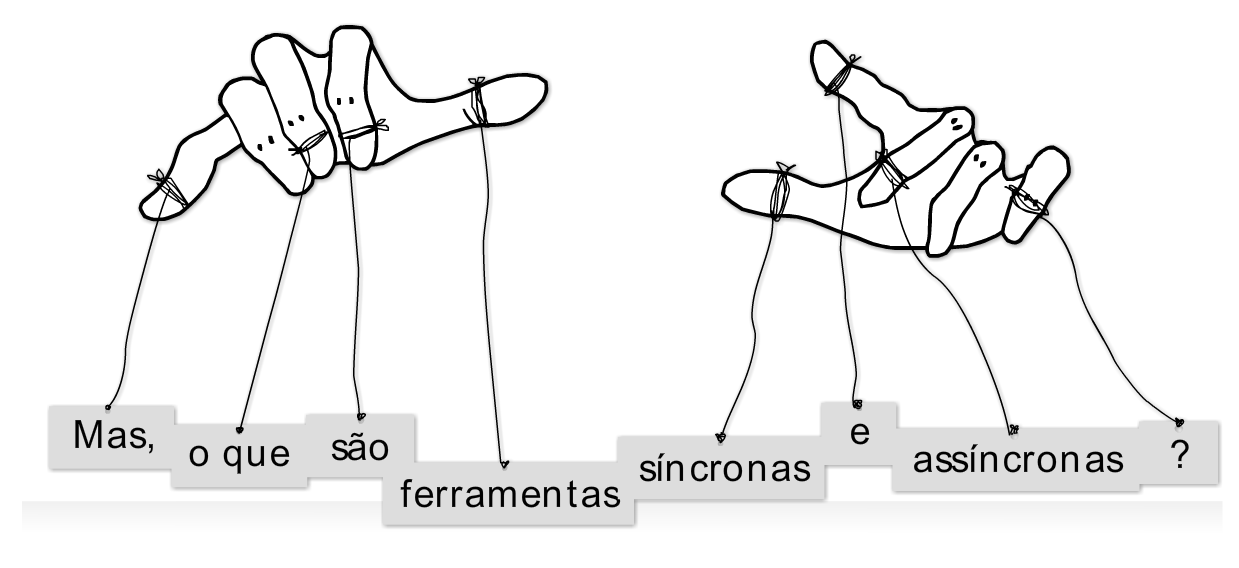 Mas, o que são ferramentas síncronas e assíncronas ?